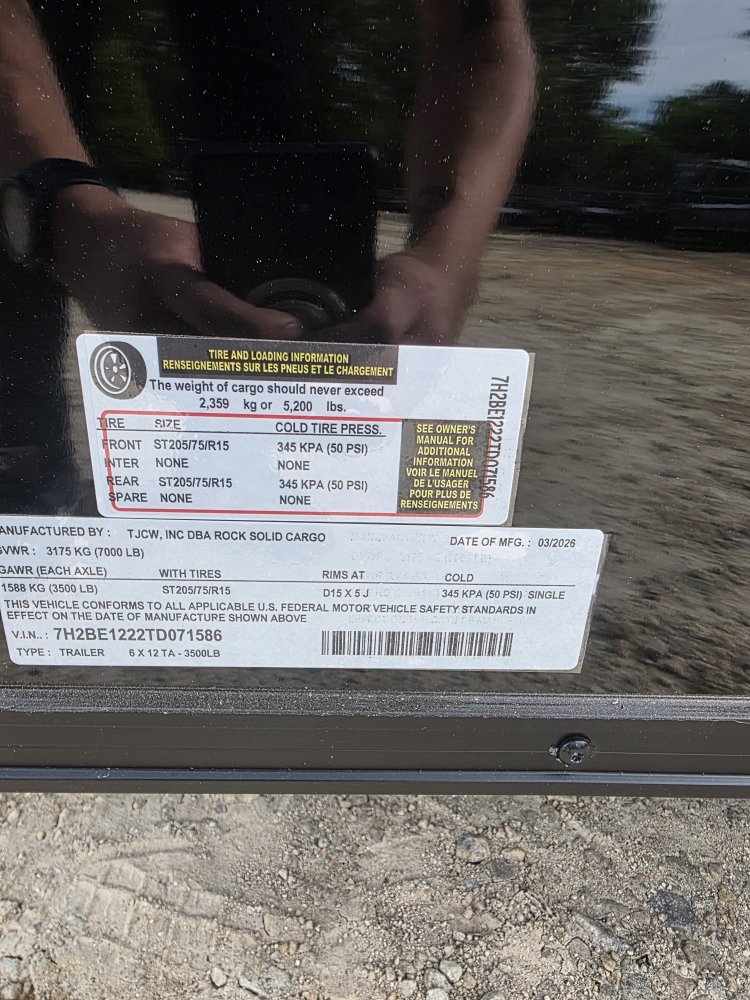 TIRE AND LOADING INFORMATION
RENSEIGNEMENTS SUR LES PNEUS ET LE CHARGEMENT
The weight of cargo should never exceed
2,359 kg or 5,200 lbs.
TIRE SIZE COLD TIRE PRESS.
FRONT ST205/75/R15 345 KPA (50 PSI)
INTER NONE NONE
REAR ST205/75/R15 345 KPA (50 PSI)
SPARE NONE NONE
SEE OWNER'S
MANUAL FOR
ADDITIONAL
INFORMATION
VOIR LE MANUEL
DE L'USAGER
POUR PLUS DE
RENSEIGNEMENTS
7H2BE1222TD071586
ANUFACTURED BY : TJCW, INC DBA ROCK SOLID CARGO
DATE OF MFG. : 03/2026
GVWR : 3175 KG (7000 LB)
GAWR (EACH AXLE) WITH TIRES RIMS AT COLD
1588 KG (3500 LB) ST205/75/R15 D15 X 5 J 345 KPA (50 PSI) SINGLE
THIS VEHICLE CONFORMS TO ALL APPLICABLE U.S. FEDERAL MOTOR VEHICLE SAFETY STANDARDS IN
EFFECT ON THE DATE OF MANUFACTURE SHOWN ABOVE
V.I.N.. : 7H2BE1222TD071586
TYPE : TRAILER 6 X 12 TA - 3500LB